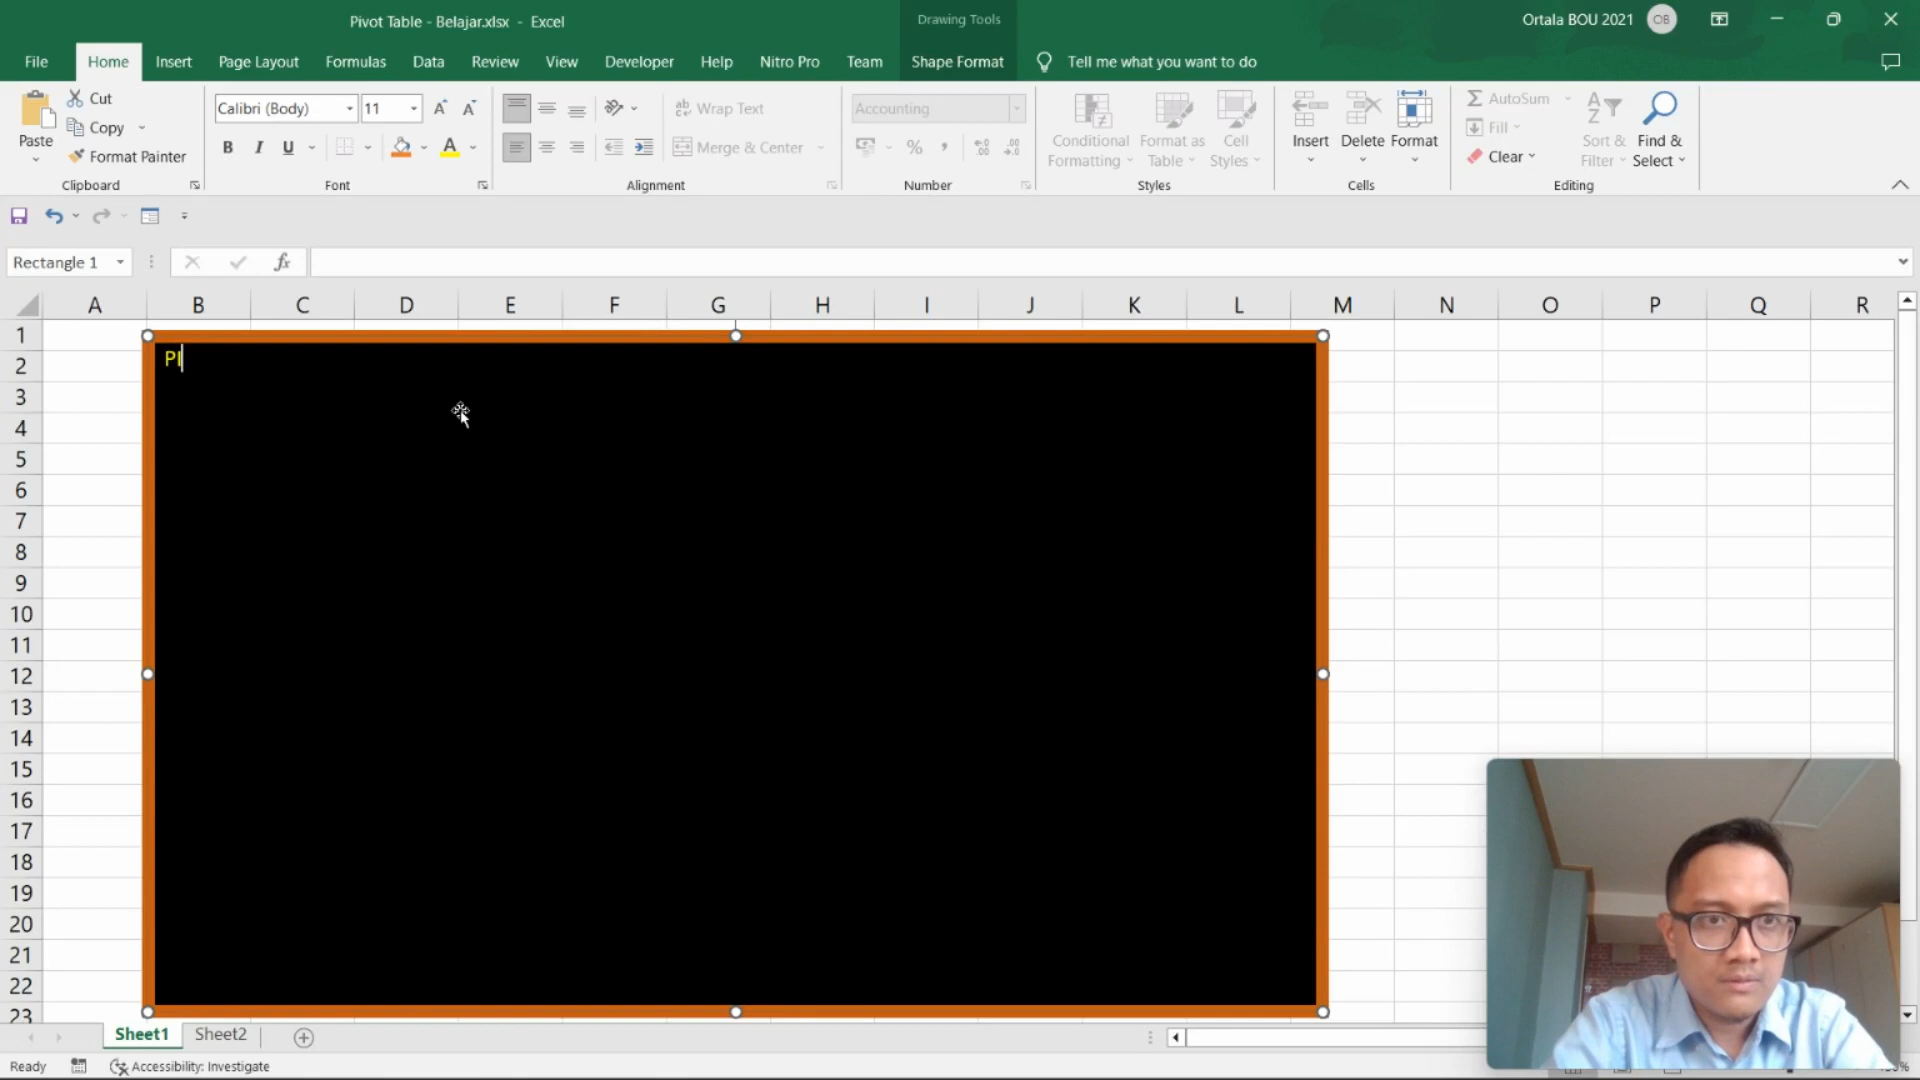 Pivot Table - Belajar.xlsx - Excel
Drawing Tools
Ortala BOU 2021
OB
File Home Insert Page Layout Formulas Data Review View Developer Help Nitro Pro Team Shape Format Tell me what you want to do
Paste
Cut
Copy
Format Painter
Clipboard
Calibri (Body) 11
B I U
Font
Wrap Text
Merge & Center
Alignment
Accounting
Number
Conditional Formatting
Format as Table
Cell Styles
Styles
Insert Delete Format
Cells
AutoSum
Fill
Clear
Sort & Filter
Find & Select
Editing
Rectangle 1
fx
A B C D E F G H I J K L M N O P Q R
1
2
3
4
5
6
7
8
9
10
11
12
13
14
15
16
17
18
19
20
21
22
23
PI
Sheet1 Sheet2
Ready Accessibility: Investigate